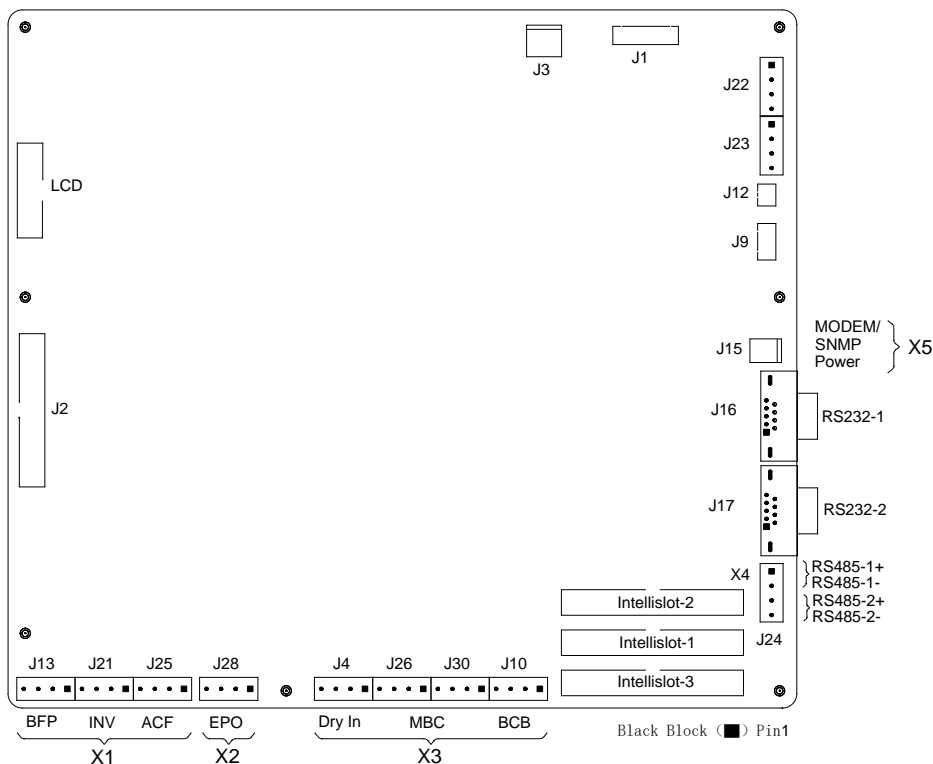 J3
J1
J22
J23
LCD
J12
J9
MODEM/
SNMP
Power
X5
J15
J2
J16
RS232-1
J17
RS232-2
X4
RS485-1+
RS485-1-
RS485-2+
RS485-2-
Intellislot-2
Intellislot-1
J24
Intellislot-3
J13 J21 J25 J28 J4 J26 J30 J10
BFP INV ACF EPO Dry In MBC BCB
X1 X2 X3
Black Block (■) Pin1